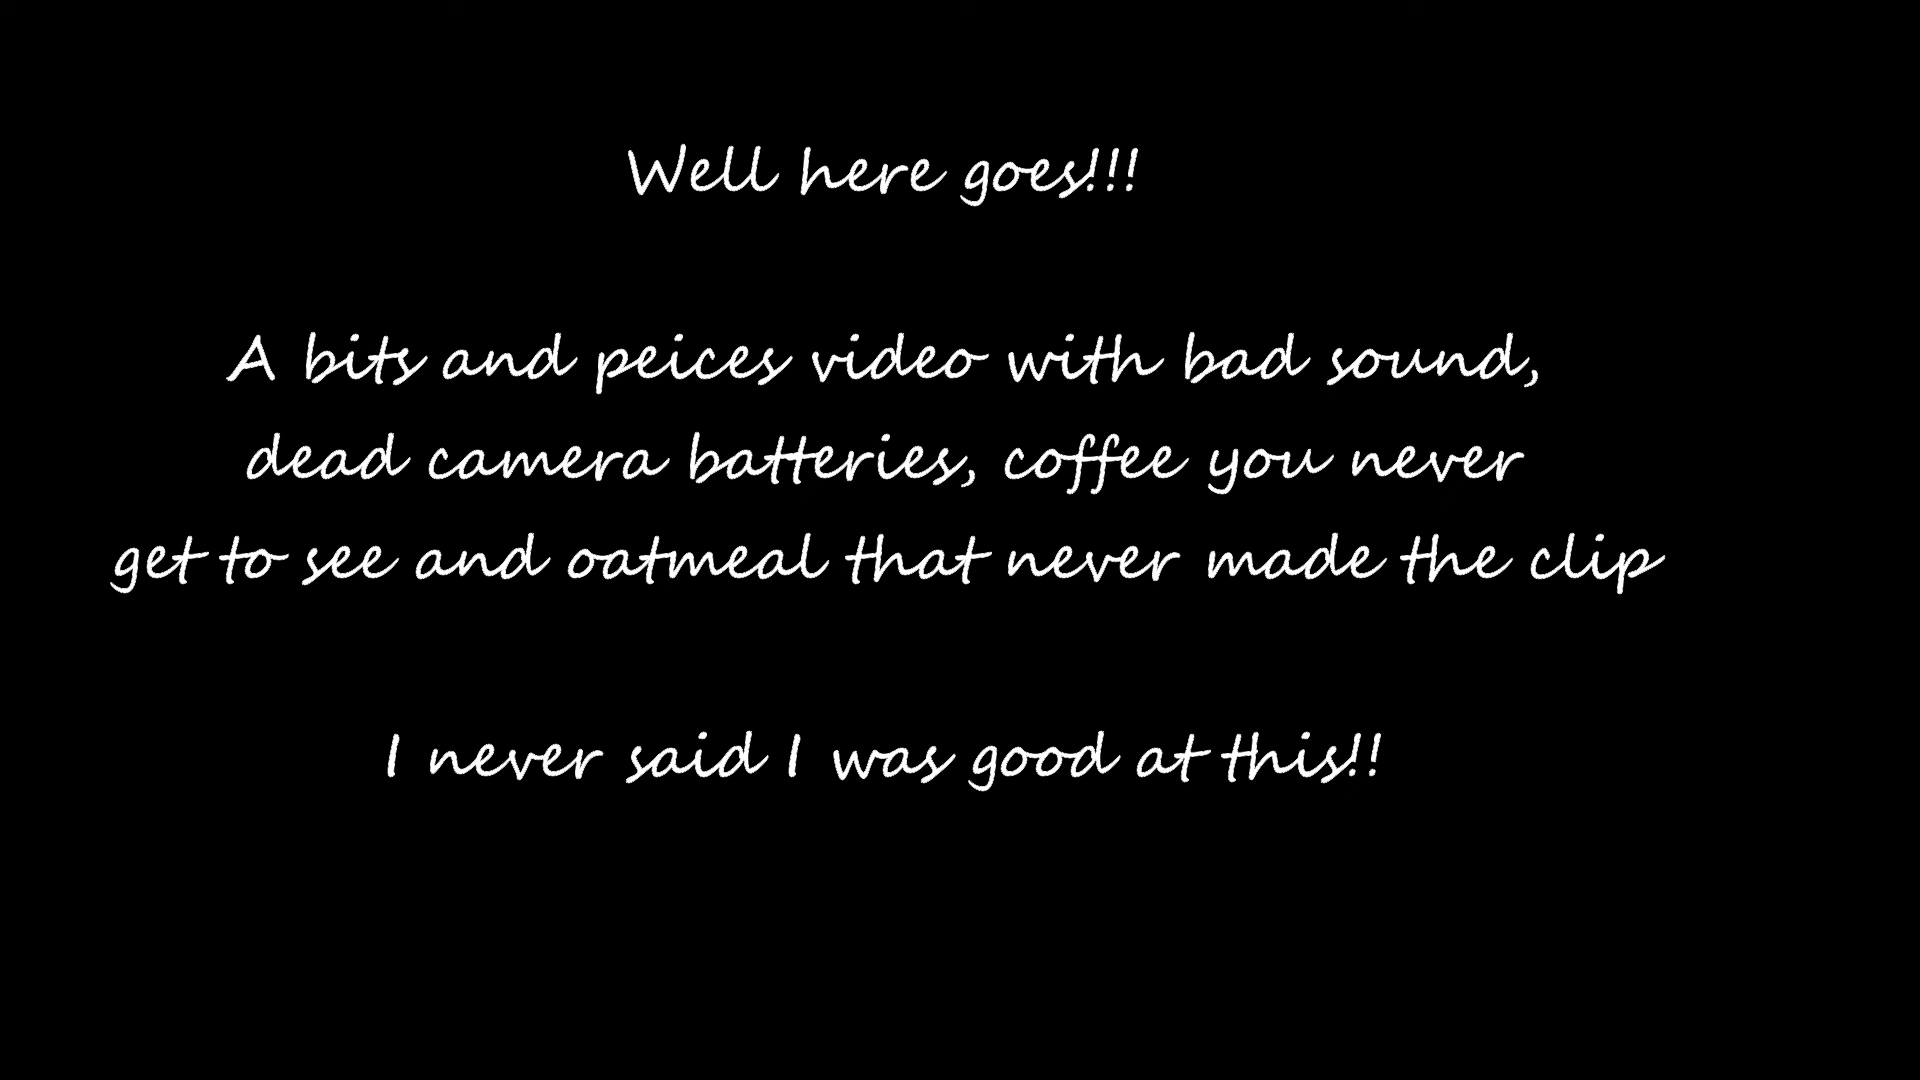 Well here goes!!!
A bits and peices video with bad sound,
dead camera batteries, coffee you never
get to see and oatmeal that never made the clip
I never said I was good at this!!